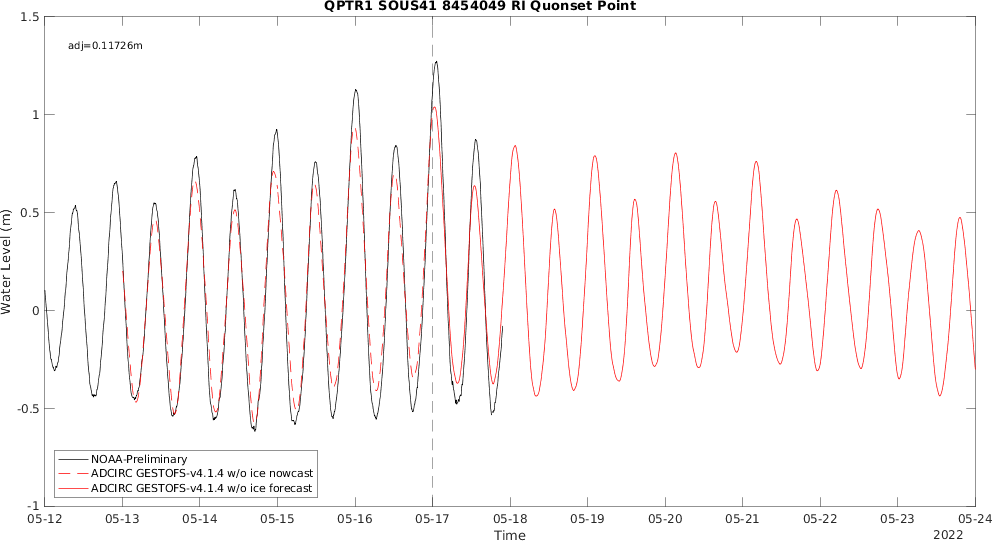 QPTR1 SOUS41 8454049 RI Quonset Point
1.5
adj=0.11726m
1
0.5
0
-0.5
-1
Water Level (m)
NOAA-Preliminary
ADCIRC GESTOFS-v4.1.4 w/o ice nowcast
ADCIRC GESTOFS-v4.1.4 w/o ice forecast
05-12 05-13 05-14 05-15 05-16 05-17 05-18 05-19 05-20 05-21 05-22 05-23 05-24
Time
2022